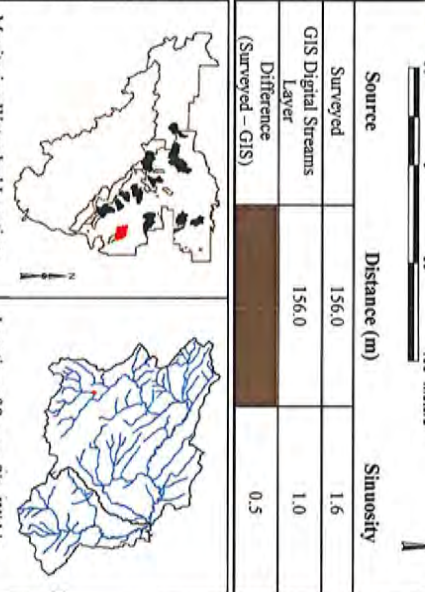 Source Distance (m) Sinuosity
Surveyed 156.0 1.6
GIS Digital Streams Layer 156.0 1.0
Difference (Surveyed – GIS) 0.5
N